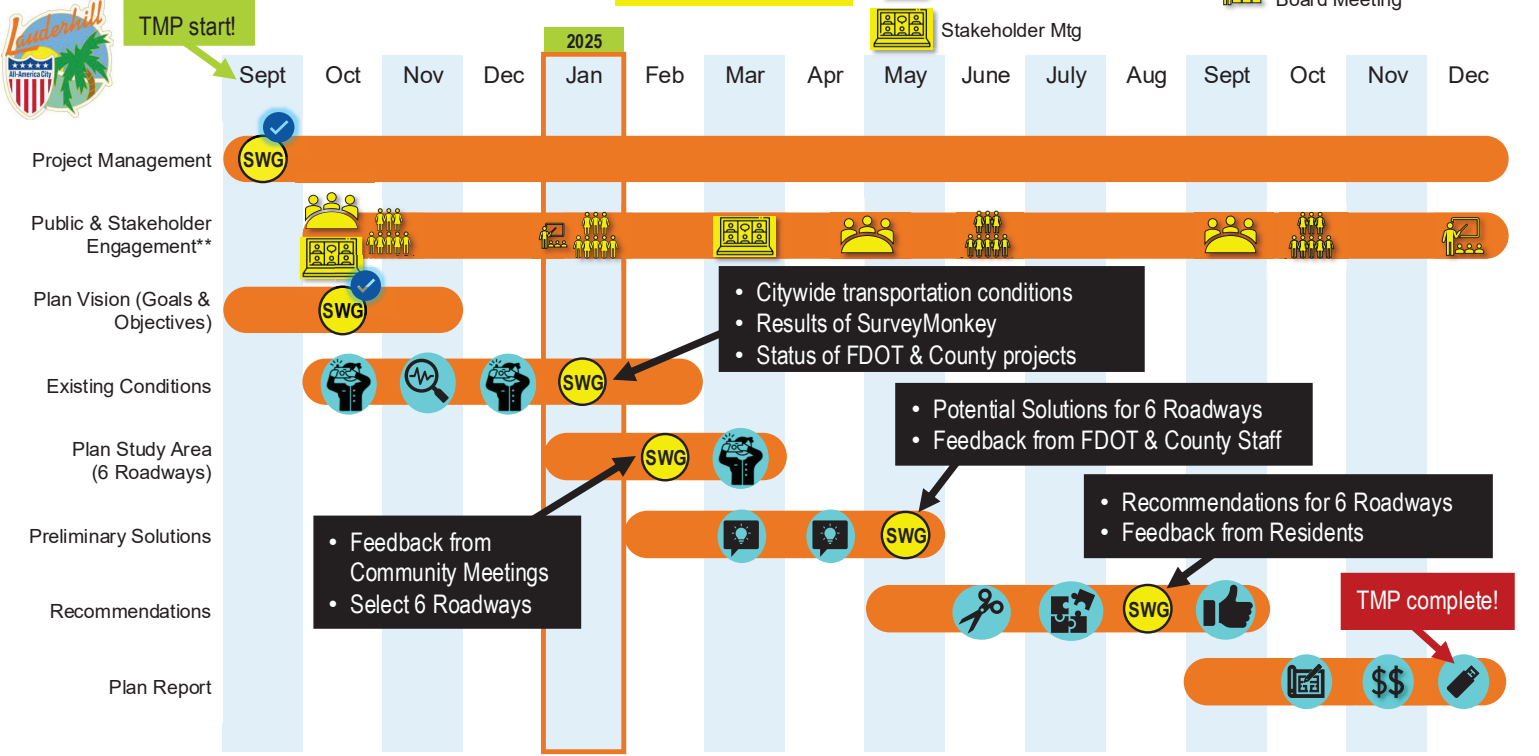 Lauderhill
All-America City
TMP start!
Stakeholder Mtg
Board Meeting
2025
Sept Oct Nov Dec Jan Feb Mar Apr May June July Aug Sept Oct Nov Dec
Project Management
SWG
Public & Stakeholder
Engagement**
Plan Vision (Goals &
Objectives)
SWG
• Citywide transportation conditions
• Results of SurveyMonkey
• Status of FDOT & County projects
Existing Conditions
SWG
• Potential Solutions for 6 Roadways
• Feedback from FDOT & County Staff
Plan Study Area
(6 Roadways)
SWG
• Recommendations for 6 Roadways
• Feedback from Residents
Preliminary Solutions
SWG
• Feedback from
Community Meetings
• Select 6 Roadways
Recommendations
SWG
TMP complete!
Plan Report
$$